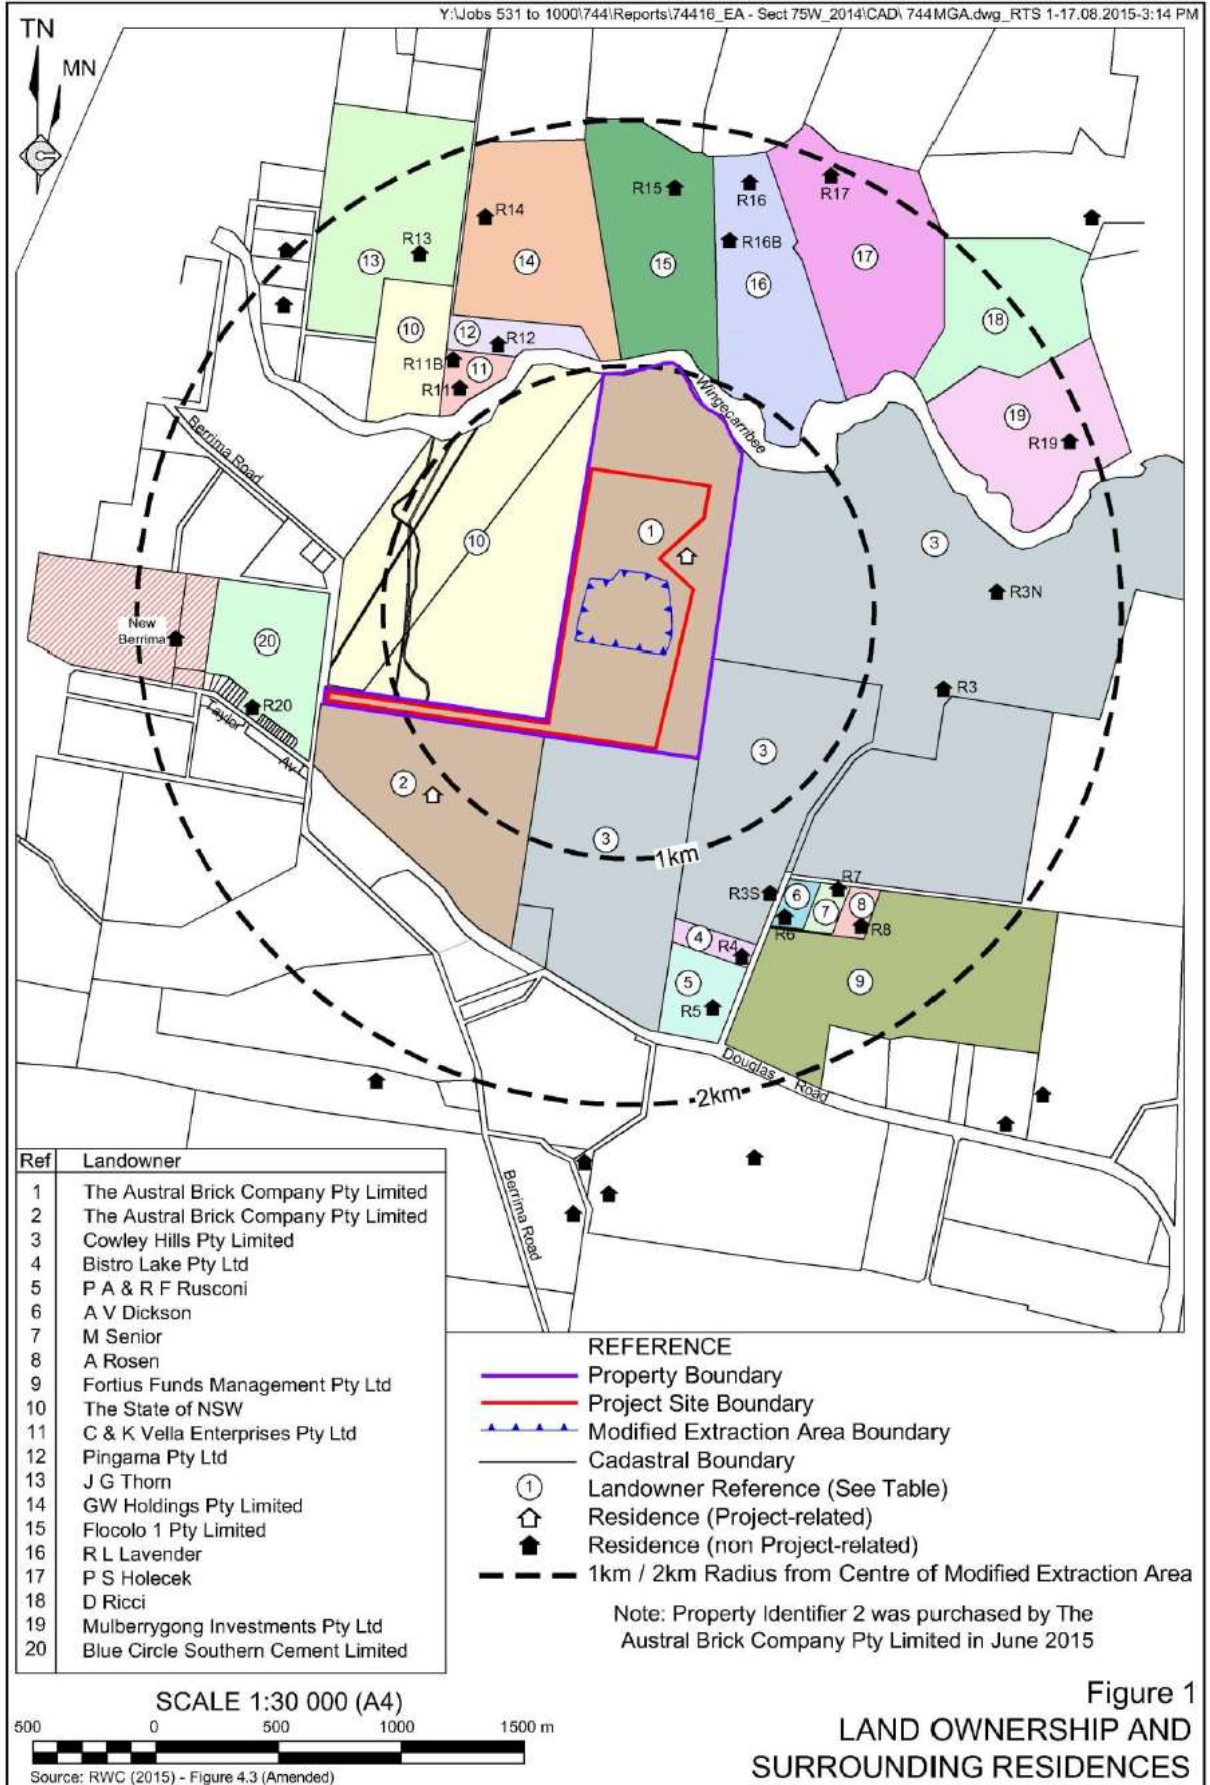 Y:\Jobs 531 to 1000\744\Reports\74416_EA - Sect 75W_2014\CAD\ 744MGA.dwg_RTS 1-17.08.2015-3:14 PM
TN
MN
R15
R16
R17
R14
R16B
R13
13
14
15
16
17
18
10
12
R12
R11B
11
R11
Wingecarribee
19
R19
Berrima Road
1
10
3
R3N
New
Berrima
20
R20
R3
Taylor
Av
2
3
3
1km
R7
R3S
6
7
8
R6
R8
4
R4
5
R5
9
Douglas
Road
2km
Berrima Road
Ref Landowner
1 The Austral Brick Company Pty Limited
2 The Austral Brick Company Pty Limited
3 Cowley Hills Pty Limited
4 Bistro Lake Pty Ltd
5 P A & R F Rusconi
6 A V Dickson
7 M Senior
8 A Rosen
9 Fortius Funds Management Pty Ltd
10 The State of NSW
11 C & K Vella Enterprises Pty Ltd
12 Pingama Pty Ltd
13 J G Thorn
14 GW Holdings Pty Limited
15 Flocolo 1 Pty Limited
16 R L Lavender
17 P S Holecek
18 D Ricci
19 Mulberrygong Investments Pty Ltd
20 Blue Circle Southern Cement Limited
REFERENCE
Property Boundary
Project Site Boundary
Modified Extraction Area Boundary
Cadastral Boundary
1 Landowner Reference (See Table)
Residence (Project-related)
Residence (non Project-related)
1km / 2km Radius from Centre of Modified Extraction Area
Note: Property Identifier 2 was purchased by The
Austral Brick Company Pty Limited in June 2015
SCALE 1:30 000 (A4)
500 0 500 1000 1500 m
Source: RWC (2015) - Figure 4.3 (Amended)
Figure 1
LAND OWNERSHIP AND
SURROUNDING RESIDENCES